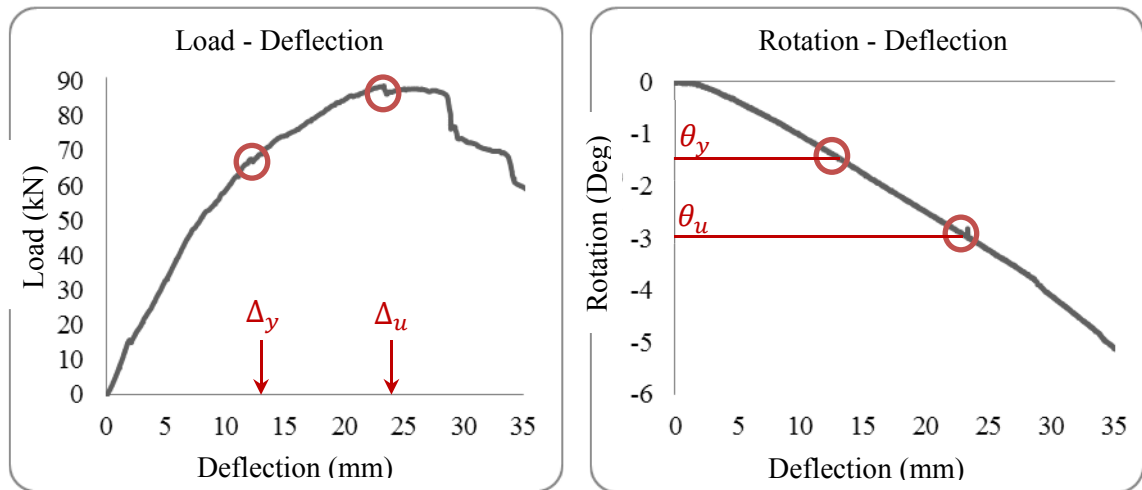 Load - Deflection
Load (kN)
90
80
70
60
50
40
30
20
10
0
Δy
Δu
0 5 10 15 20 25 30 35
Deflection (mm)
Rotation - Deflection
Rotation (Deg)
0
-1
-2
-3
-4
-5
-6
θy
θu
0 5 10 15 20 25 30 35
Deflection (mm)